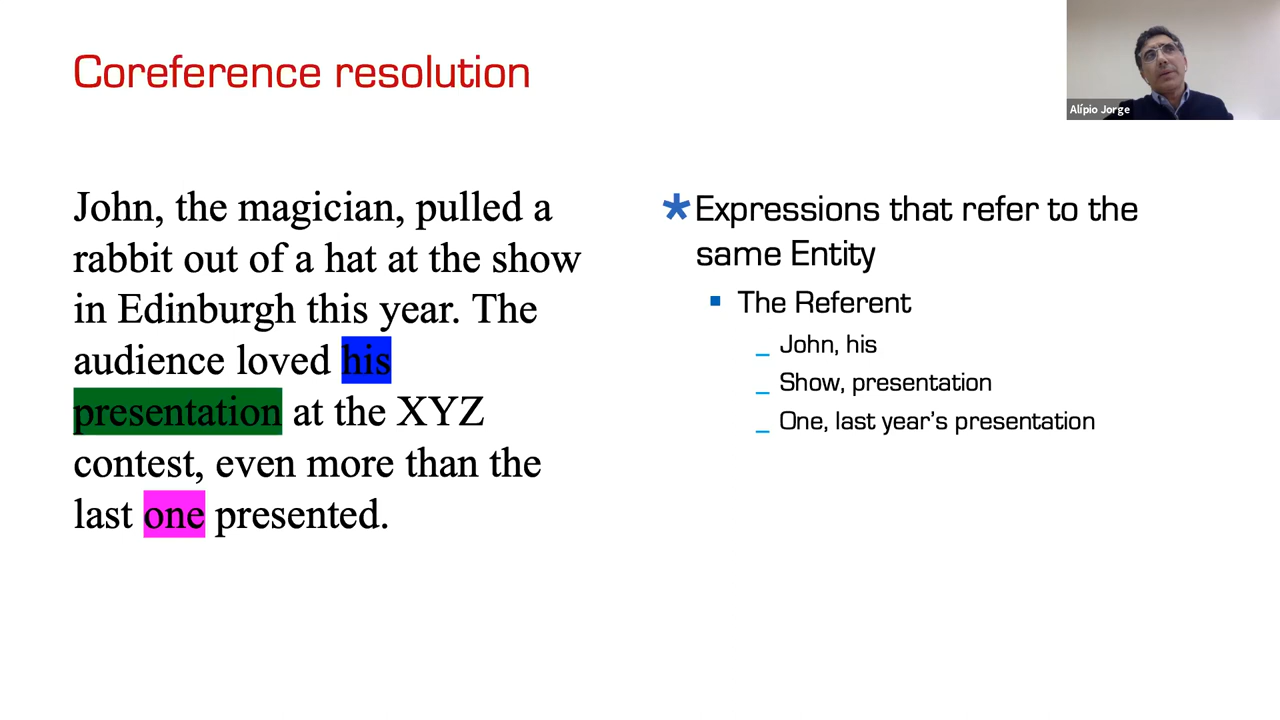 Coreference resolution
Alípio Jorge
John, the magician, pulled a
rabbit out of a hat at the show
in Edinburgh this year. The
audience loved his
presentation at the XYZ
contest, even more than the
last one presented.
* Expressions that refer to the
same Entity
▪ The Referent
_ John, his
_ Show, presentation
_ One, last year's presentation